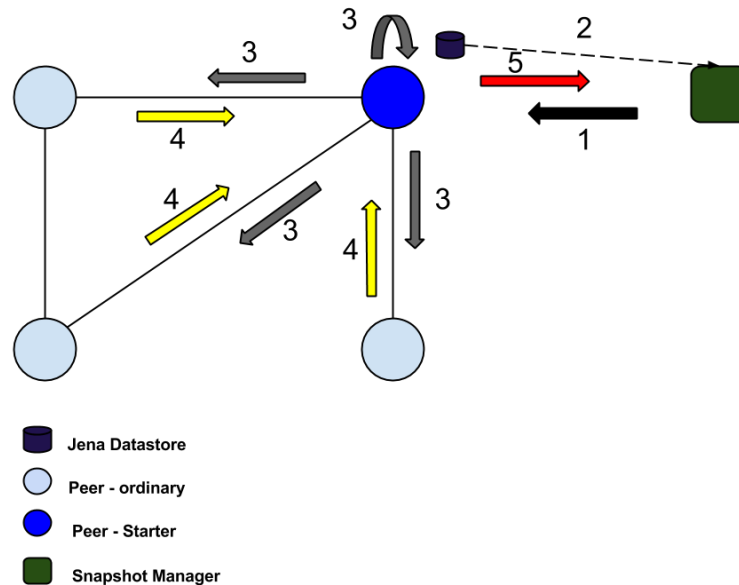 3
2
3
5
4
1
4
3
3
4
Jena Datastore
Peer - ordinary
Peer - Starter
Snapshot Manager